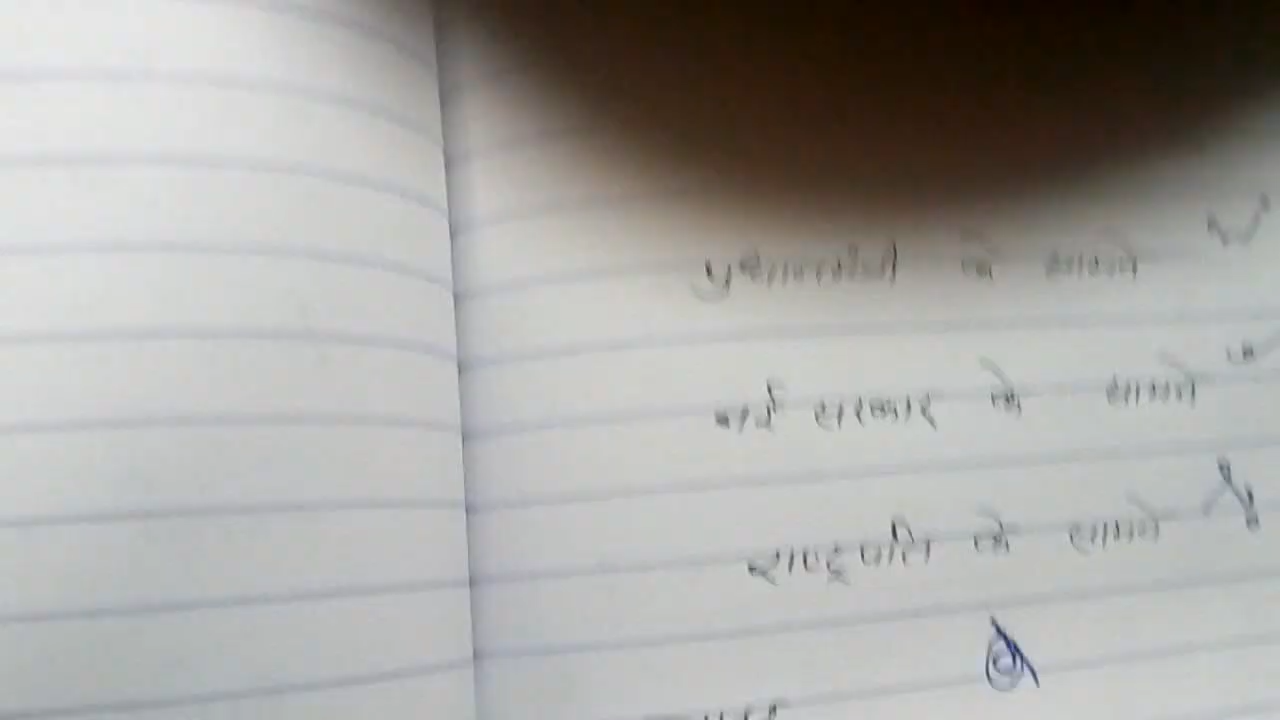 प्रधानमंत्री के सामने
नई सरकार के सामने
राष्ट्रपति के सामने